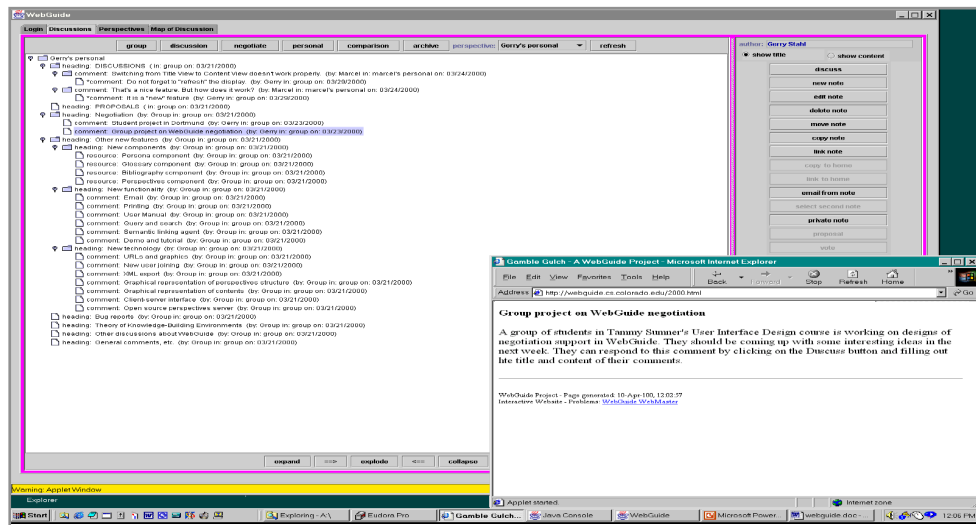 WebGuide
Login Discussions Perspectives Map of Discussion
group discussion negotiate personal comparison archive perspective: Gerry's personal refresh
Gerry's personal
heading: DISCUSSIONS ( in: group on: 03/21/2000)
comment: Switching from Title View to Content View doesn't work properly. (by: Marcel in: marcel's personal on: 03/24/2000)
*comment: Do not forget to "refresh" the display. (by: Gerry in: group on: 03/29/2000)
comment: That's a nice feature. But how does it work? (by: Marcel in: marcel's personal on: 03/24/2000)
*comment: It is a "new" feature (by: Gerry in: group on: 03/29/2000)
heading: PROPOSALS ( in: group on: 03/21/2000)
heading: Negotiation (by: Group in: group on: 03/21/2000)
comment: Student project in Dortmund (by: Gerry in: group on: 03/23/2000)
comment: Group project on WebGuide negotiation (by: Gerry in: group on: 03/23/2000)
heading: Other new features (by: Group in: group on: 03/21/2000)
heading: New components (by: Group in: group on: 03/21/2000)
resource: Persona component (by: Group in: group on: 03/21/2000)
resource: Glossary component (by: Group in: group on: 03/21/2000)
resource: Bibliography component (by: Group in: group on: 03/21/2000)
resource: Perspectives component (by: Group in: group on: 03/21/2000)
heading: New functionality (by: Group in: group on: 03/21/2000)
comment: Email (by: Group in: group on: 03/21/2000)
comment: Printing (by: Group in: group on: 03/21/2000)
comment: User Manual (by: Group in: group on: 03/21/2000)
comment: Query and search (by: Group in: group on: 03/21/2000)
comment: Semantic linking agent (by: Group in: group on: 03/21/2000)
comment: Demo and tutorial (by: Group in: group on: 03/21/2000)
heading: New technology (by: Group in: group on: 03/21/2000)
comment: URLs and graphics (by: Group in: group on: 03/21/2000)
comment: New user joining (by: Group in: group on: 03/21/2000)
comment: XML export (by: Group in: group on: 03/21/2000)
comment: Graphical representation of perspectives structure (by: Group in: group on: 03/21/2000)
comment: Graphical representation of contents (by: Group in: group on: 03/21/2000)
comment: Client-server interface (by: Group in: group on: 03/21/2000)
comment: Open source perspectives server (by: Group in: group on: 03/21/2000)
heading: Bug reports (by: Group in: group on: 03/21/2000)
heading: Theory of Knowledge-Building Environments (by: Group in: group on: 03/21/2000)
heading: Other discussions about WebGuide (by: Group in: group on: 03/21/2000)
heading: General comments, etc. (by: Group in: group on: 03/21/2000)
expand ==> explode <== collapse
author: Gerry Stahl
show title show content
discuss
new note
edit note
delete note
move note
copy note
link note
copy to home
link to home
email from note
select second note
private note
proposal
vote
Gamble Gulch - A WebGuide Project - Microsoft Internet Explorer
File Edit View Favorites Tools Help
Back Forward Stop Refresh Home
Address http://webguide.cs.colorado.edu/2000.html Go
Group project on WebGuide negotiation
A group of students in Tammy Sumner's User Interface Design course is working on designs of
negotiation support in WebGuide. They should be coming up with some interesting ideas in the
next week. They can respond to this comment by clicking on the Duscuss button and filling out
hte title and content of their comments.
WebGuide Project - Page generated: 10-Apr-100, 12:02:57
Interactive Website - Problems: WebGuide WebMaster
Applet started. Internet zone
Warning: Applet Window
Explorer
Start Exploring - A:\ Eudora Pro Gamble Gulch... Java Console WebGuide Microsoft Power... webguide.doc -... 12:06 PM